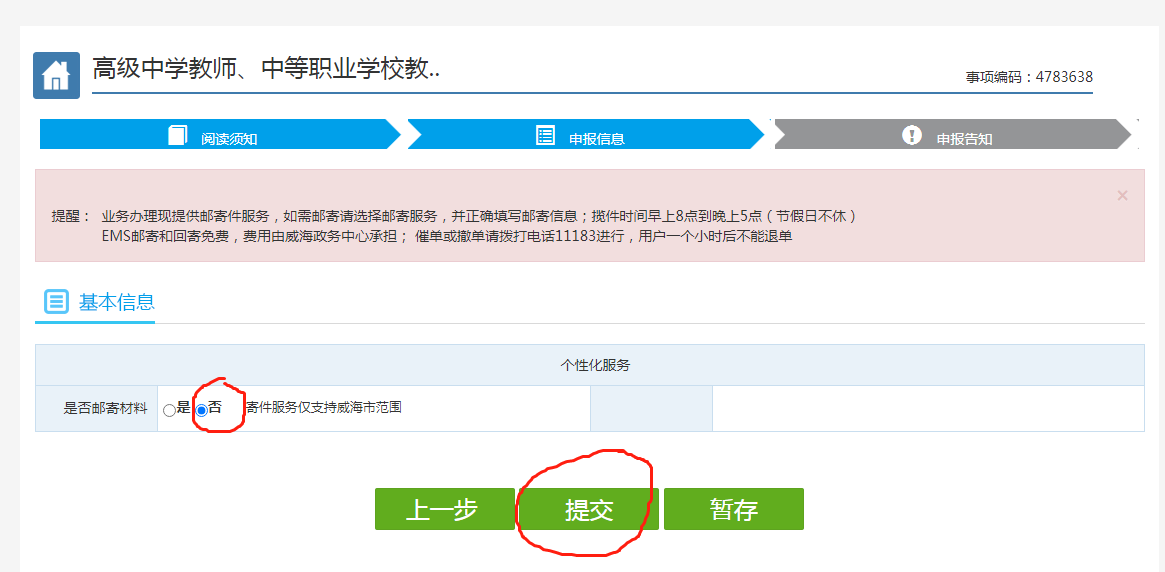 高级中学教师、中等职业学校教..
事项编码：4783638
阅读须知
申报信息
申报告知
提醒： 业务办理现提供邮寄件服务，如需邮寄请选择邮寄服务，并正确填写邮寄信息；揽件时间早上8点到晚上5点（节假日不休）
EMS邮寄和回寄免费，费用由威海政务中心承担； 催单或撤单请拨打电话11183进行，用户一个小时后不能退单
基本信息
个性化服务
是否邮寄材料 是 否 寄件服务仅支持威海市范围
上一步 提交 暂存